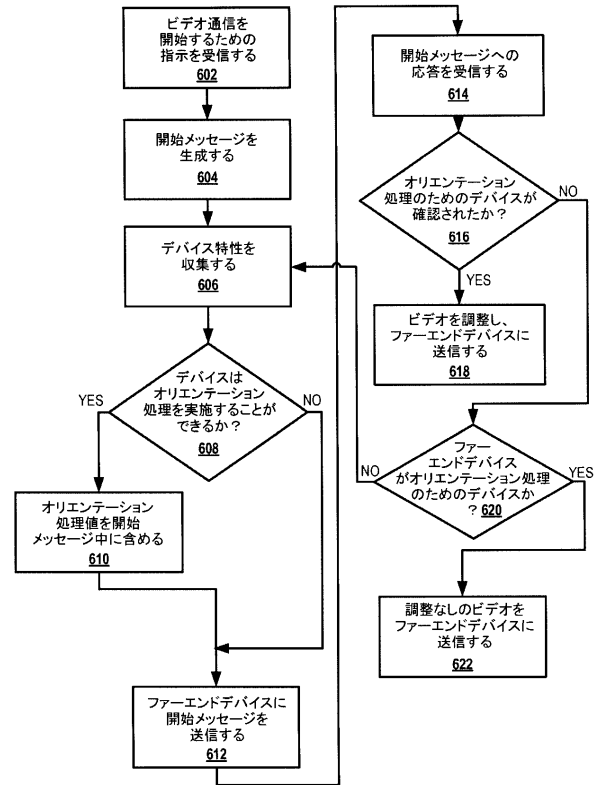 ビデオ通信を
開始するための
指示を受信する
602
開始メッセージを
生成する
604
デバイス特性を
収集する
606
デバイスは
オリエンテーション
処理を実施することが
できるか？
608
YES
NO
オリエンテーション
処理値を開始
メッセージ中に含める
610
ファーエンドデバイスに
開始メッセージを
送信する
612
開始メッセージへの
応答を受信する
614
オリエンテーション
処理のためのデバイスが
確認されたか？
616
NO
YES
ビデオを調整し、
ファーエンドデバイスに
送信する
618
ファー
エンドデバイス
がオリエンテーション処理
のためのデバイスか
？ 620
NO
YES
調整なしのビデオを
ファーエンドデバイスに
送信する
622